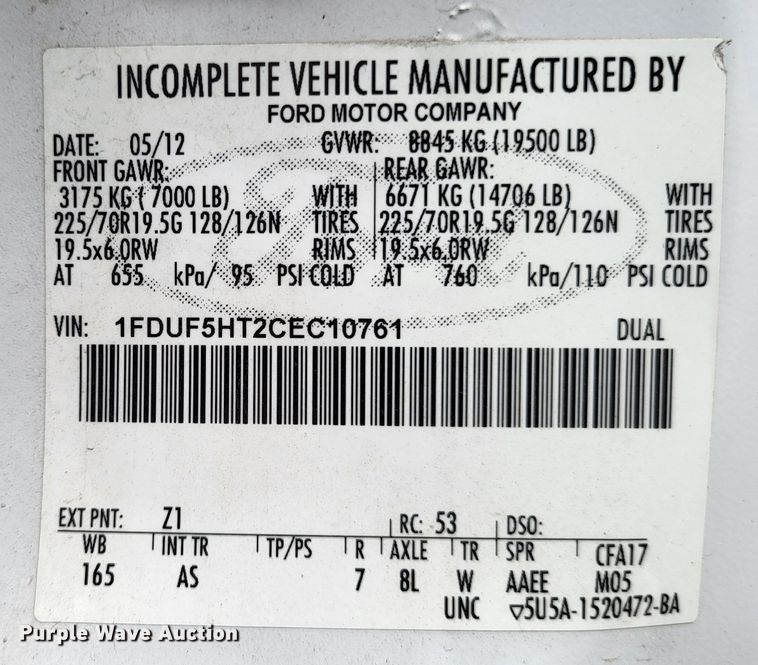 INCOMPLETE VEHICLE MANUFACTURED BY
FORD MOTOR COMPANY
DATE: 05/12 GVWR: 8845 KG (19500 LB)
FRONT GAWR: REAR GAWR:
3175 KG ( 7000 LB) WITH 6671 KG (14706 LB) WITH
225/70R19.5G 128/126N TIRES 225/70R19.5G 128/126N TIRES
19.5x6.0RW RIMS 19.5x6.0RW RIMS
AT 655 kPa/ 95 PSI COLD AT 760 kPa/110 PSI COLD
VIN: 1FDUF5HT2CEC10761 DUAL
EXT PNT: Z1 RC: 53 DSO:
WB INT TR TP/PS R AXLE TR SPR CFA17
165 AS 7 8L W AAEE M05
UNC ▽5U5A-1520472-BA
Purple Wave Auction